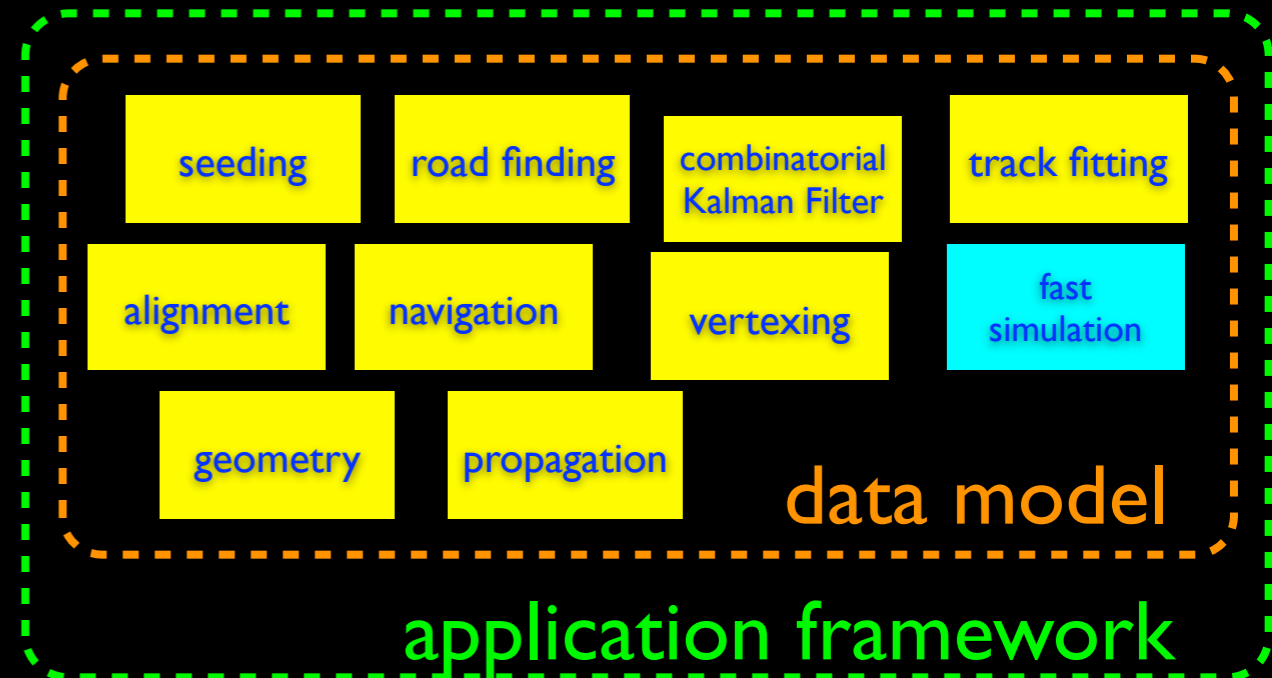 seeding
road finding
combinatorial
Kalman Filter
track fitting
alignment
navigation
vertexing
fast
simulation
geometry
propagation
data model
application framework